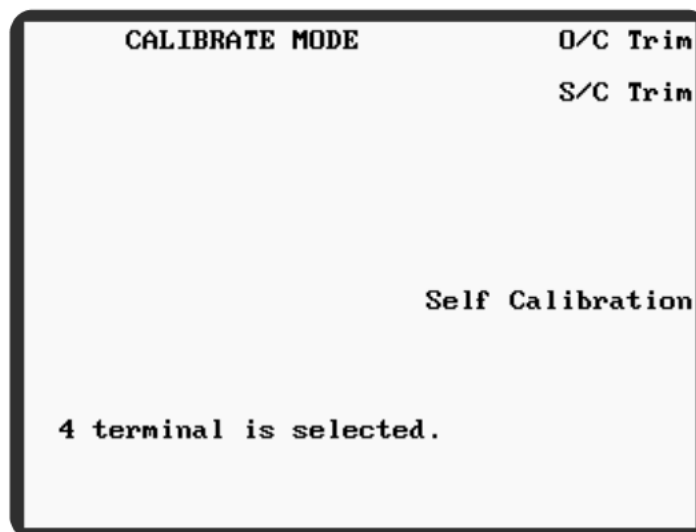 CALIBRATE MODE O/C Trim
S/C Trim
Self Calibration
4 terminal is selected.